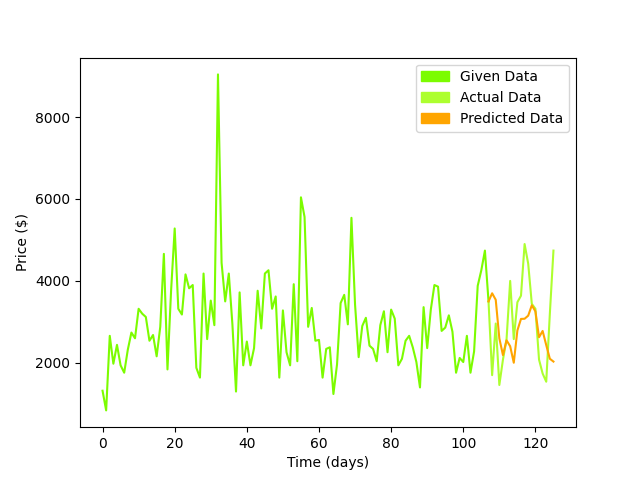 Given Data
Actual Data
Predicted Data
8000
6000
4000
2000
Price ($)
0 20 40 60 80 100 120
Time (days)